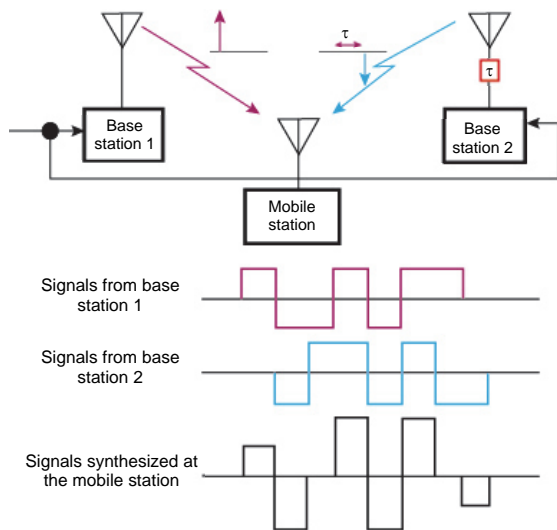 τ
τ
Base
station 1
Base
station 2
Mobile
station
Signals from base
station 1
Signals from base
station 2
Signals synthesized at
the mobile station